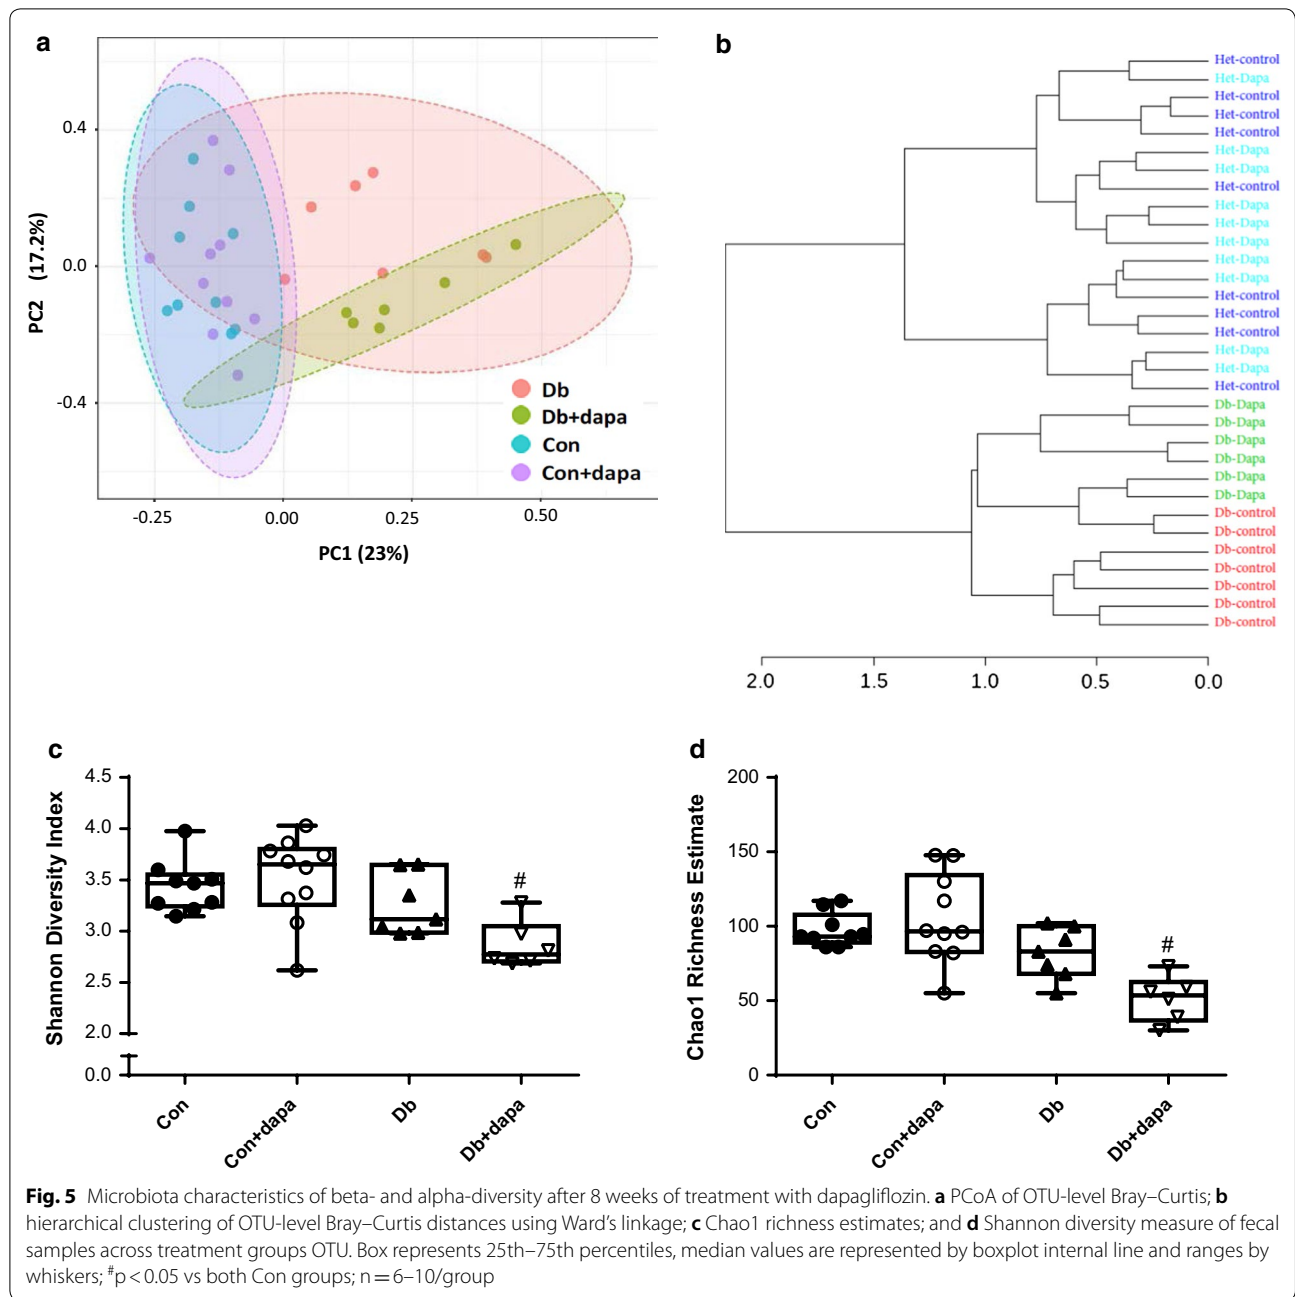 a
0.4
0.0
-0.4
PC2 (17.2%)
-0.25
0.00
0.25
0.50
PC1 (23%)
Db
Db+dapa
Con
Con+dapa
b
Het-control
Het-Dapa
Het-control
Het-control
Het-control
Het-Dapa
Het-Dapa
Het-control
Het-Dapa
Het-Dapa
Het-Dapa
Het-Dapa
Het-Dapa
Het-control
Het-control
Het-control
Het-Dapa
Het-Dapa
Het-control
Db-Dapa
Db-Dapa
Db-Dapa
Db-Dapa
Db-Dapa
Db-Dapa
Db-control
Db-control
Db-control
Db-control
Db-control
Db-control
Db-control
2.0
1.5
1.0
0.5
0.0
c
Shannon Diversity Index
4.5
4.0
3.5
3.0
2.5
2.0
0.0
#
Con
Con+dapa
Db
Db+dapa
d
Chao1 Richness Estimate
200
150
100
50
0
#
Con
Con+dapa
Db
Db+dapa
Fig. 5 Microbiota characteristics of beta- and alpha-diversity after 8 weeks of treatment with dapagliflozin. a PCoA of OTU-level Bray–Curtis; b
hierarchical clustering of OTU-level Bray–Curtis distances using Ward's linkage; c Chao1 richness estimates; and d Shannon diversity measure of fecal
samples across treatment groups OTU. Box represents 25th–75th percentiles, median values are represented by boxplot internal line and ranges by
whiskers; #p < 0.05 vs both Con groups; n = 6–10/group